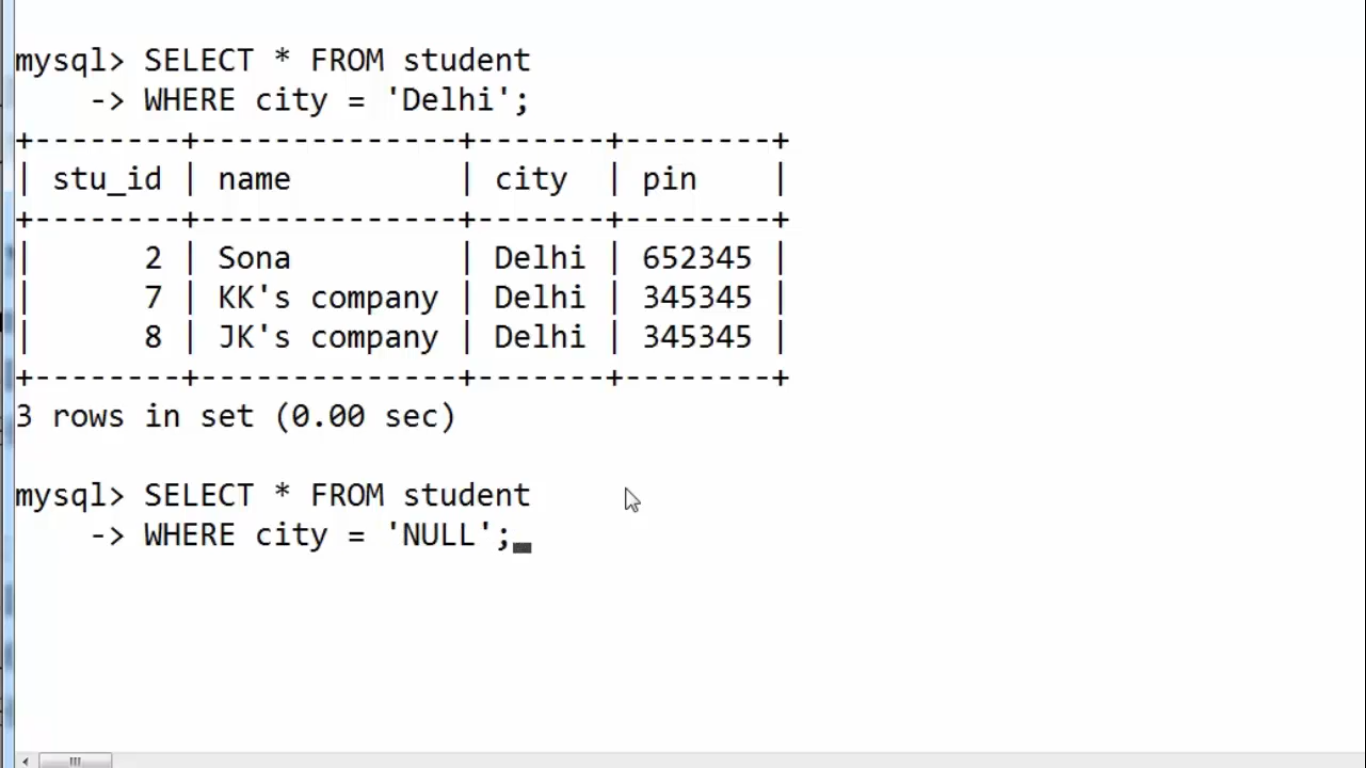 mysql> SELECT * FROM student
    -> WHERE city = 'Delhi';
+--------+--------------+-------+--------+
| stu_id | name         | city  | pin    |
+--------+--------------+-------+--------+
|      2 | Sona         | Delhi | 652345 |
|      7 | KK's company | Delhi | 345345 |
|      8 | JK's company | Delhi | 345345 |
+--------+--------------+-------+--------+
3 rows in set (0.00 sec)
mysql> SELECT * FROM student
    -> WHERE city = 'NULL';